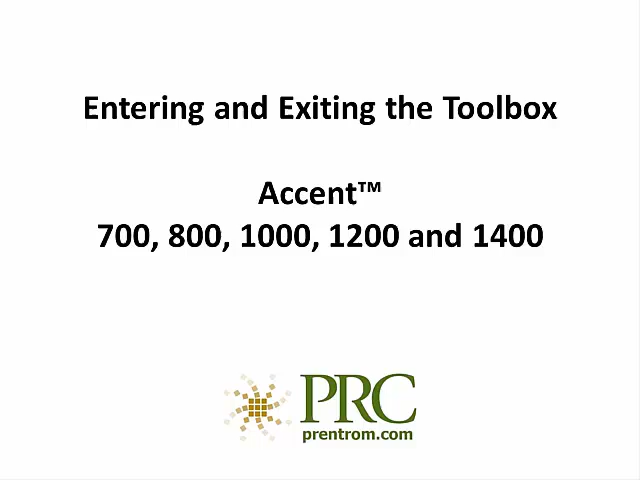 Entering and Exiting the Toolbox
Accent™
700, 800, 1000, 1200 and 1400
PRC
prentrom.com